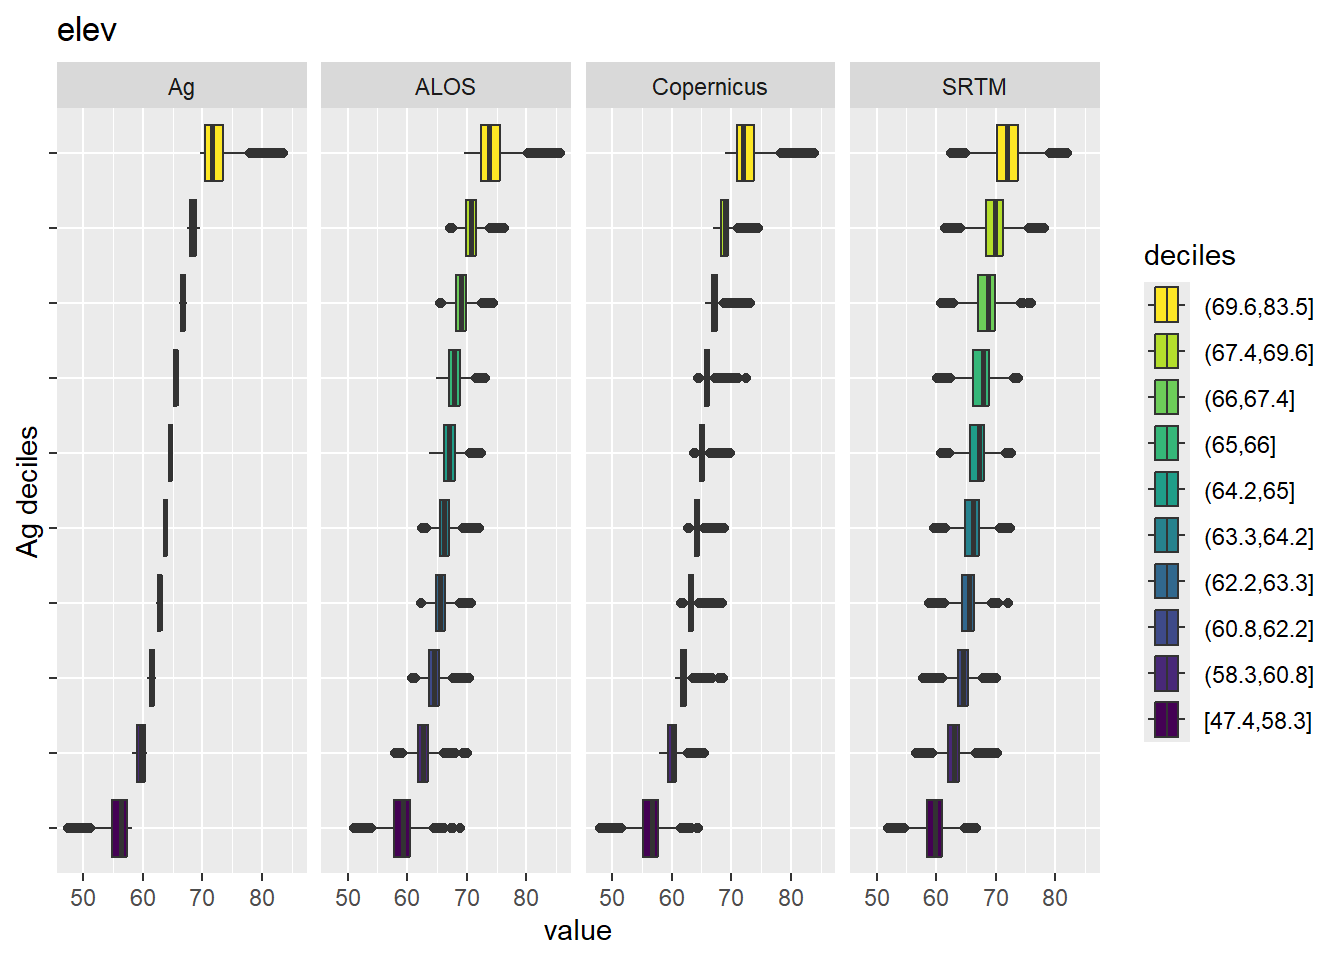 elev
Ag
ALOS
Copernicus
SRTM
Ag deciles
50 60 70 80
50 60 70 80
50 60 70 80
50 60 70 80
value
deciles
(69.6,83.5]
(67.4,69.6]
(66,67.4]
(65,66]
(64.2,65]
(63.3,64.2]
(62.2,63.3]
(60.8,62.2]
(58.3,60.8]
[47.4,58.3]